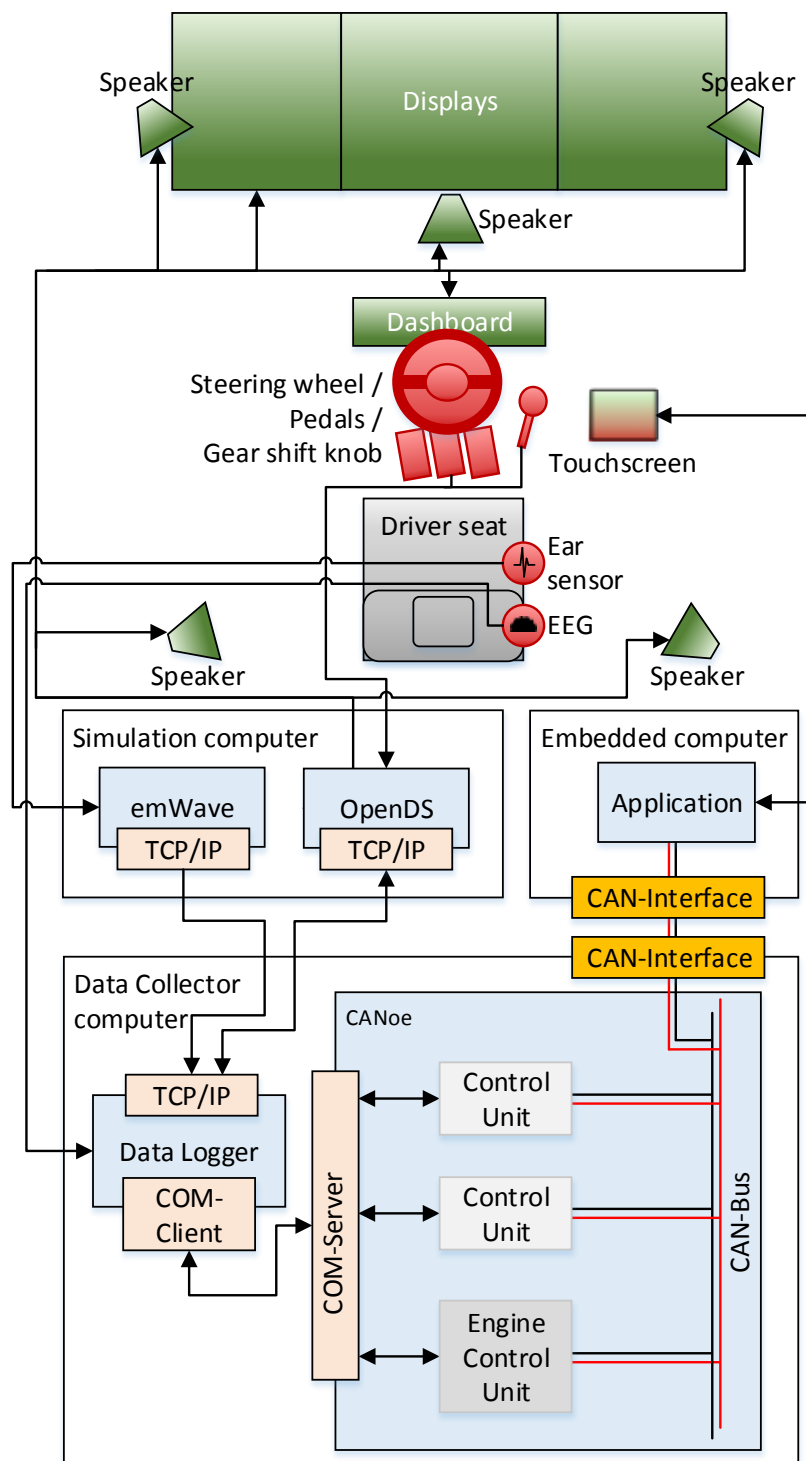 Speaker
Speaker
Displays
Speaker
Dashboard
Steering wheel /
Pedals /
Gear shift knob
Touchscreen
Driver seat
Ear
sensor
EEG
Speaker
Speaker
Simulation computer
Embedded computer
emWave
TCP/IP
OpenDS
TCP/IP
Application
CAN-Interface
CAN-Interface
Data Collector
computer
CANoe
TCP/IP
Data Logger
COM-
Client
COM-Server
Control
Unit
Control
Unit
Engine
Control
Unit
CAN-Bus